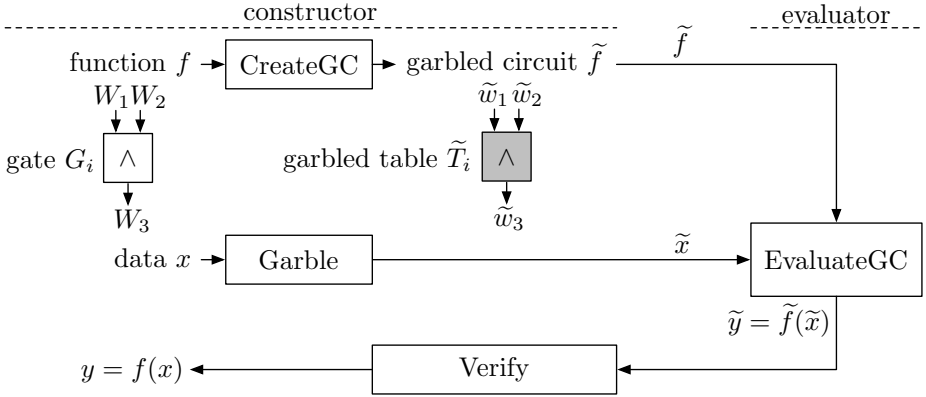 constructor evaluator
function f CreateGC garbled circuit f̃ f̃
W₁W₂ w̃₁ w̃₂
gate Gᵢ ∧ garbled table T̃ᵢ ∧
W₃ w̃₃
data x Garble x̃ EvaluateGC
ỹ = f̃(x̃)
y = f(x) Verify